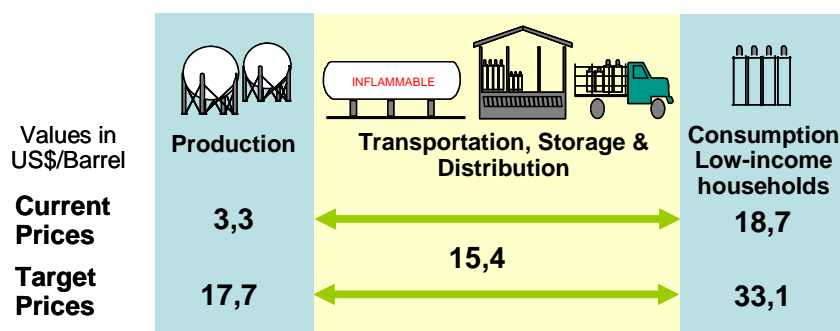 INFLAMMABLE
Values in
US$/Barrel
Production
Transportation, Storage &
Distribution
Consumption
Low-income
households
Current
Prices
3,3
18,7
15,4
Target
Prices
17,7
33,1